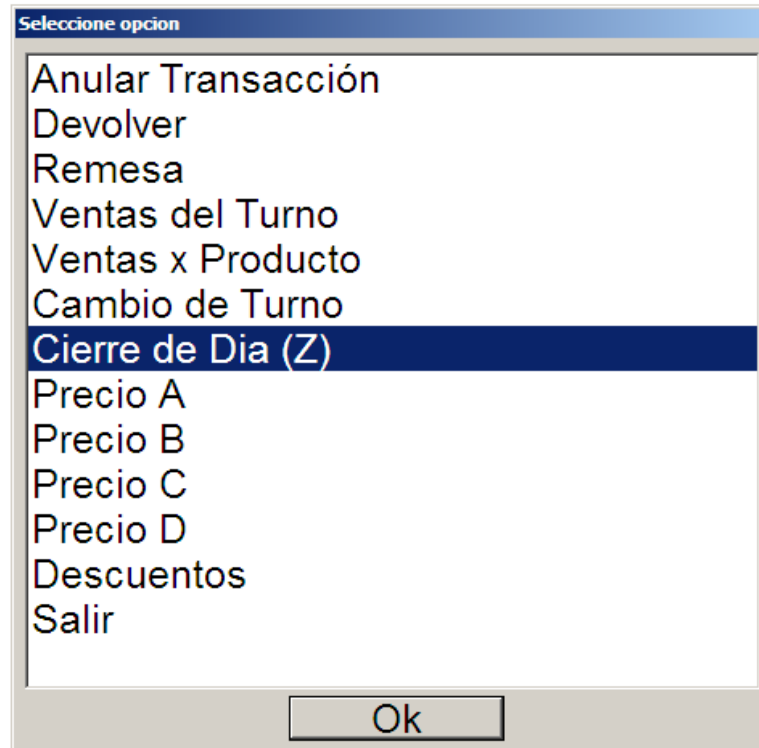 Seleccione opcion
Anular Transacción
Devolver
Remesa
Ventas del Turno
Ventas x Producto
Cambio de Turno
Cierre de Dia (Z)
Precio A
Precio B
Precio C
Precio D
Descuentos
Salir
Ok